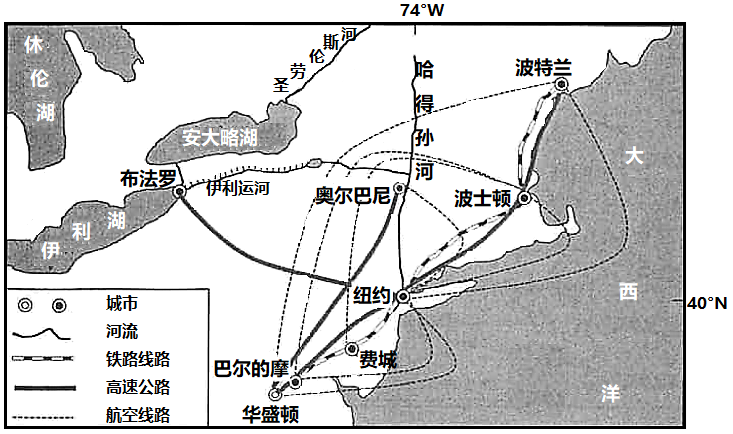 74°W
休伦湖
圣劳伦斯河
哈得孙河
波特兰
安大略湖
大西洋
布法罗
伊利运河
奥尔巴尼
波士顿
伊利湖
纽约
40°N
城市
河流
铁路线路
高速公路
航空线路
费城
巴尔的摩
华盛顿